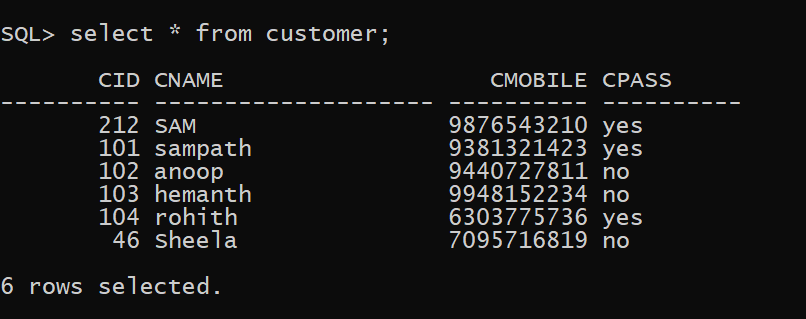 SQL> select * from customer;
CID CNAME CMOBILE CPASS
---------- -------------------- ---------- ----------
212 SAM 9876543210 yes
101 sampath 9381321423 yes
102 anoop 9440727811 no
103 hemanth 9948152234 no
104 rohith 6303775736 yes
46 Sheela 7095716819 no
6 rows selected.